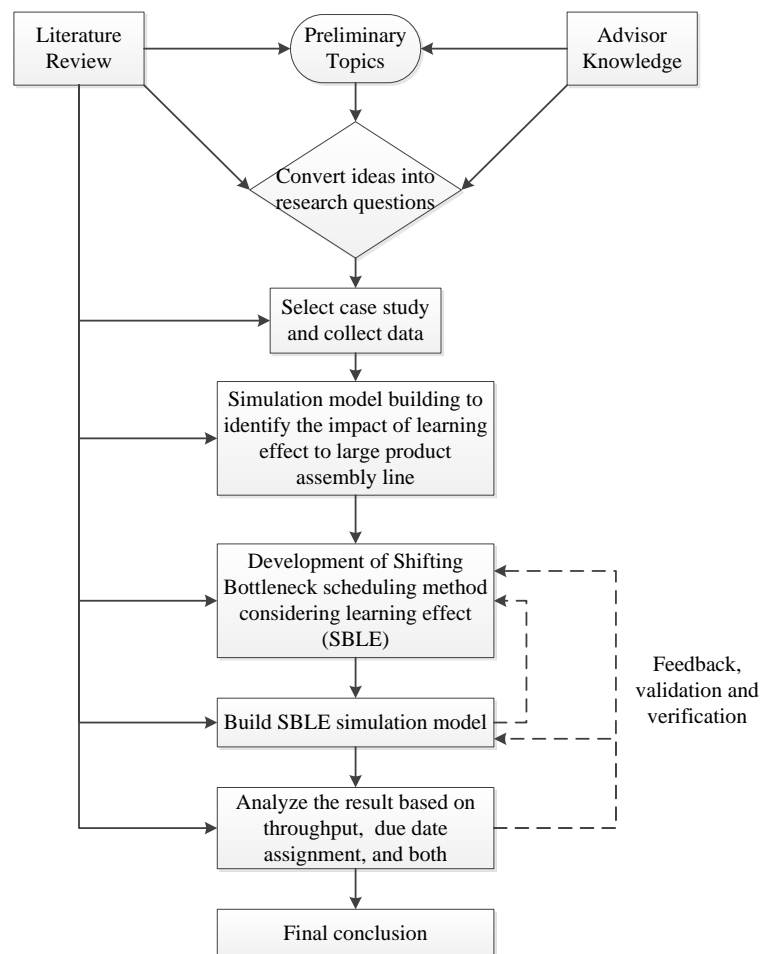 Literature
Review
Preliminary
Topics
Advisor
Knowledge
Convert ideas into
research questions
Select case study
and collect data
Simulation model building to
identify the impact of learning
effect to large product
assembly line
Development of Shifting
Bottleneck scheduling method
considering learning effect
(SBLE)
Feedback,
validation and
verification
Build SBLE simulation model
Analyze the result based on
throughput, due date
assignment, and both
Final conclusion